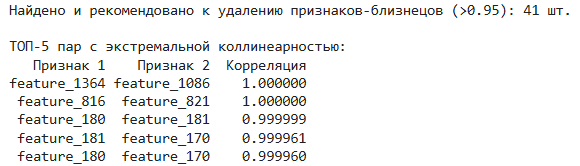 Найдено и рекомендовано к удалению признаков-близнецов (>0.95): 41 шт.
ТОП-5 пар с экстремальной коллинеарностью:
Признак 1 Признак 2 Корреляция
feature_1364 feature_1086 1.000000
feature_816 feature_821 1.000000
feature_180 feature_181 0.999999
feature_181 feature_170 0.999961
feature_180 feature_170 0.999960